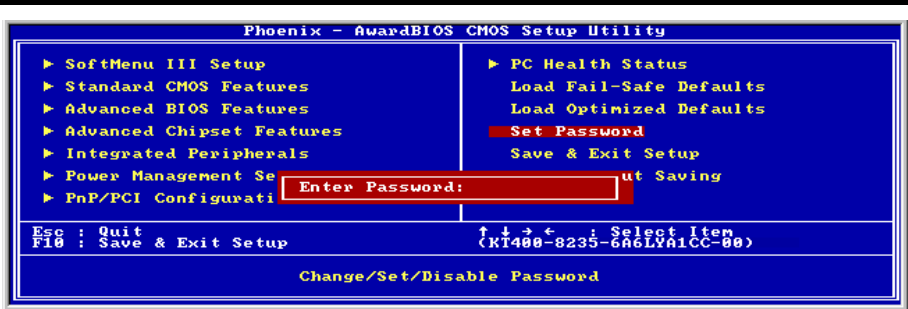 Phoenix - AwardBIOS CMOS Setup Utility
SoftMenu III Setup
Standard CMOS Features
Advanced BIOS Features
Advanced Chipset Features
Integrated Peripherals
Power Management Se
PnP/PCI Configurati
PC Health Status
Load Fail-Safe Defaults
Load Optimized Defaults
Set Password
Save & Exit Setup
ut Saving
Enter Password:
Esc : Quit
F10 : Save & Exit Setup
↑ ↓ → ← : Select Item
(KT400-8235-6A6LYA1CC-00)
Change/Set/Disable Password